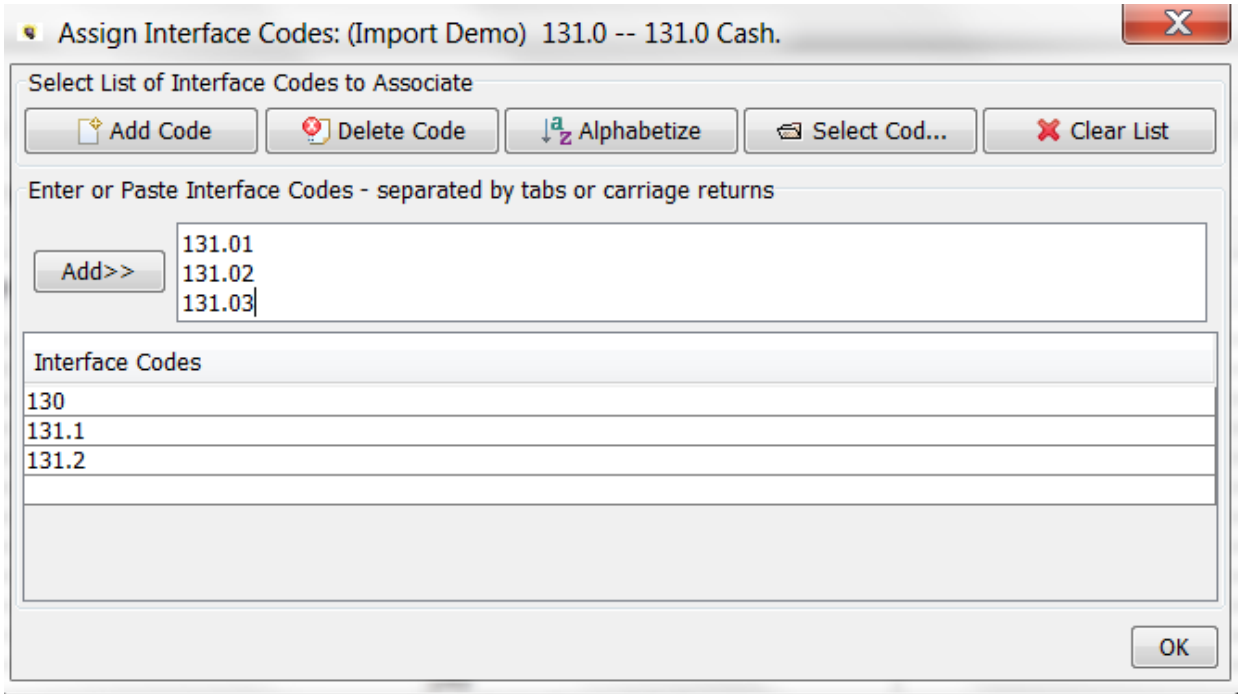 Assign Interface Codes: (Import Demo) 131.0 -- 131.0 Cash.
Select List of Interface Codes to Associate
Add Code
Delete Code
Alphabetize
Select Cod...
Clear List
Enter or Paste Interface Codes - separated by tabs or carriage returns
Add>>
131.01
131.02
131.03
Interface Codes
130
131.1
131.2
OK